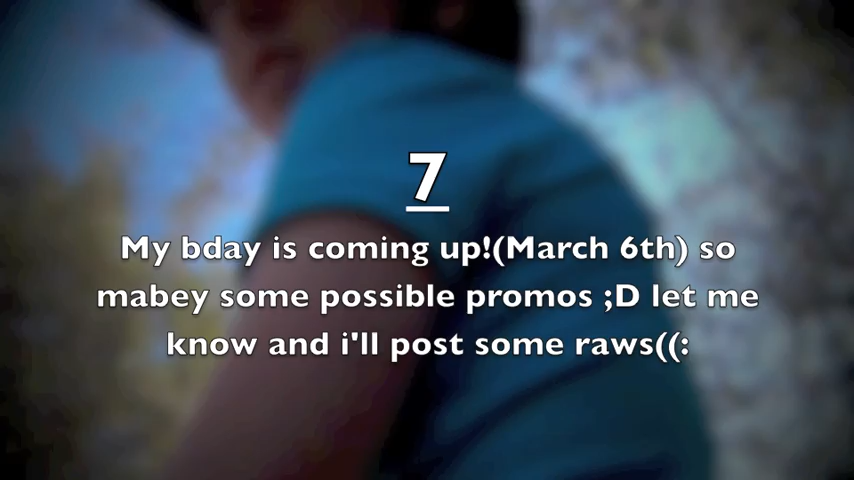 7
My bday is coming up!(March 6th) so
mabey some possible promos ;D let me
know and i'll post some raws((: